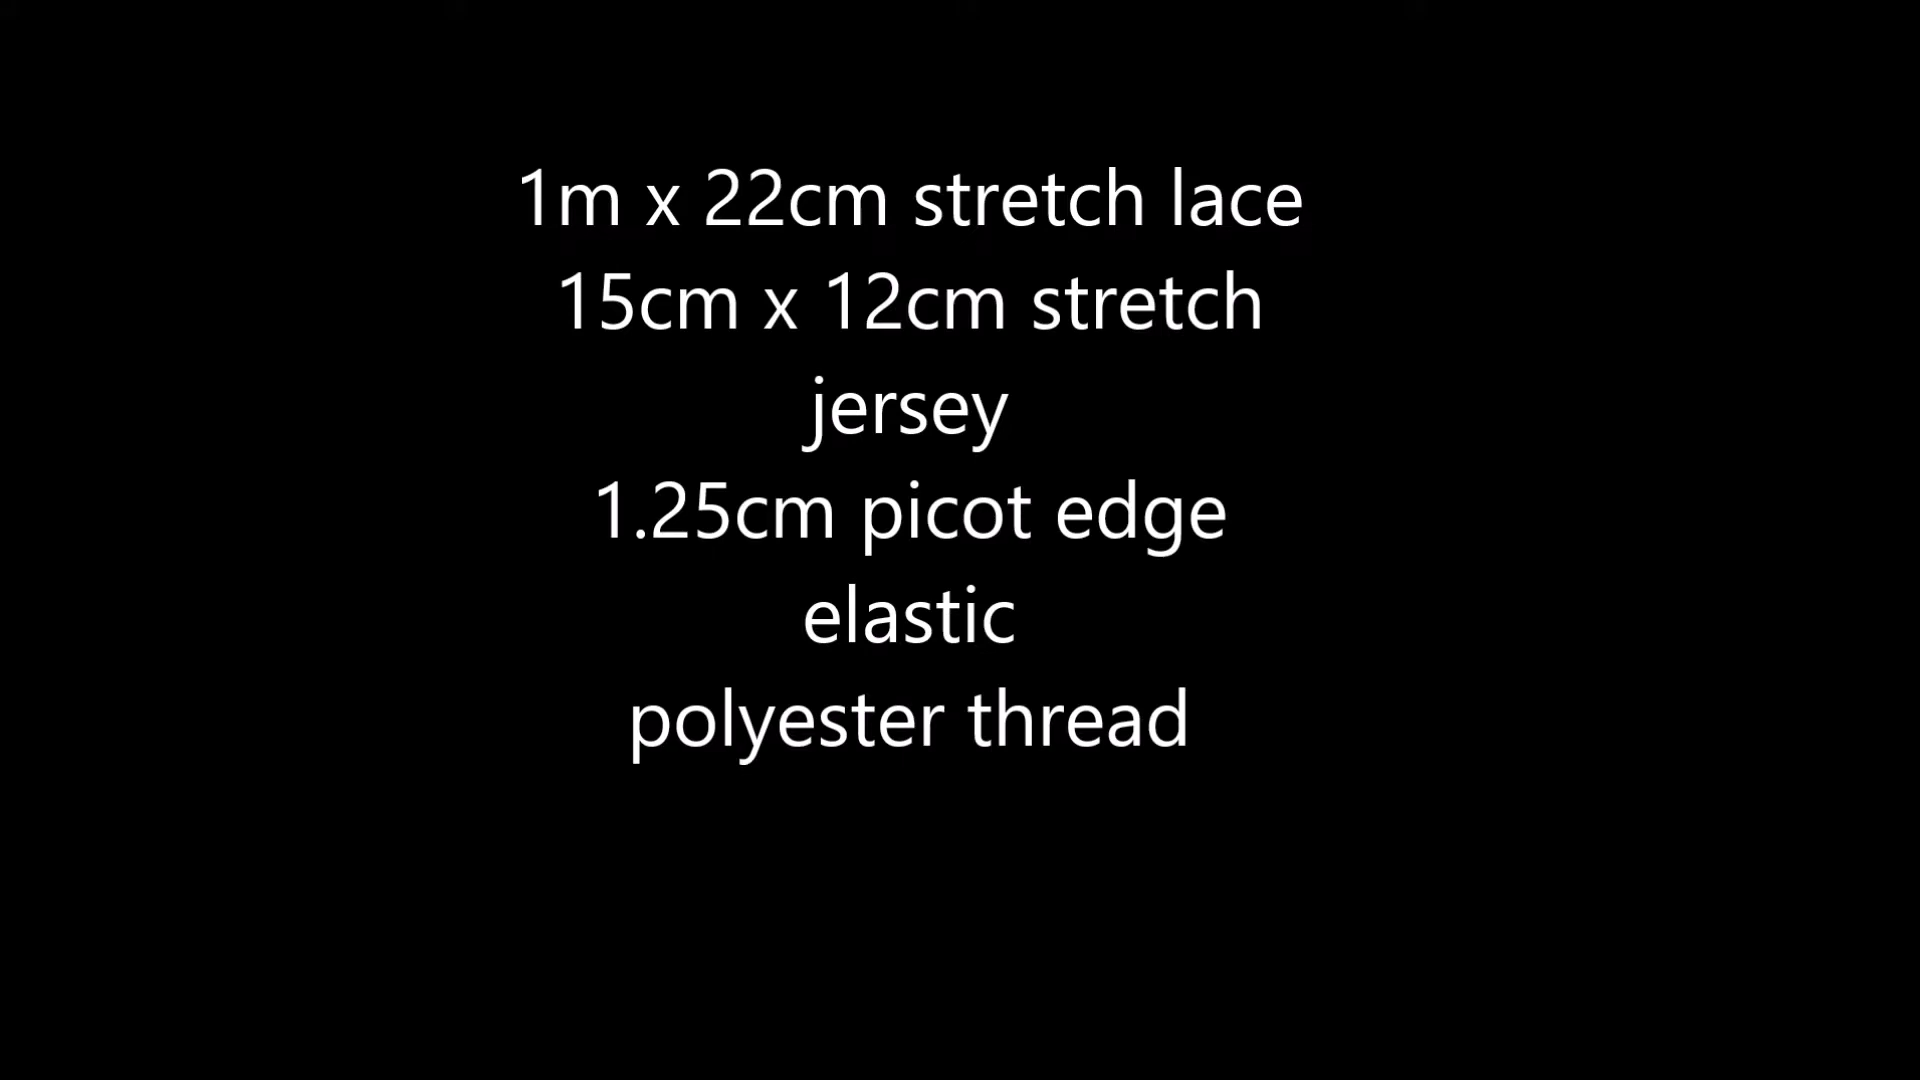 1m x 22cm stretch lace
15cm x 12cm stretch
jersey
1.25cm picot edge
elastic
polyester thread